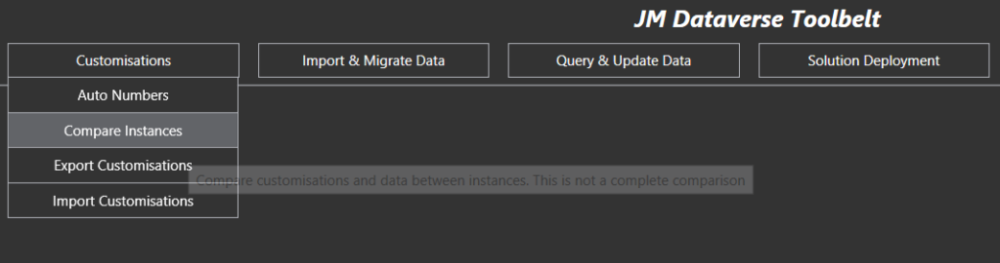 JM Dataverse Toolbelt
Customisations
Import & Migrate Data
Query & Update Data
Solution Deployment
Auto Numbers
Compare Instances
Export Customisations
Compare customisations and data between instances. This is not a complete comparison
Import Customisations